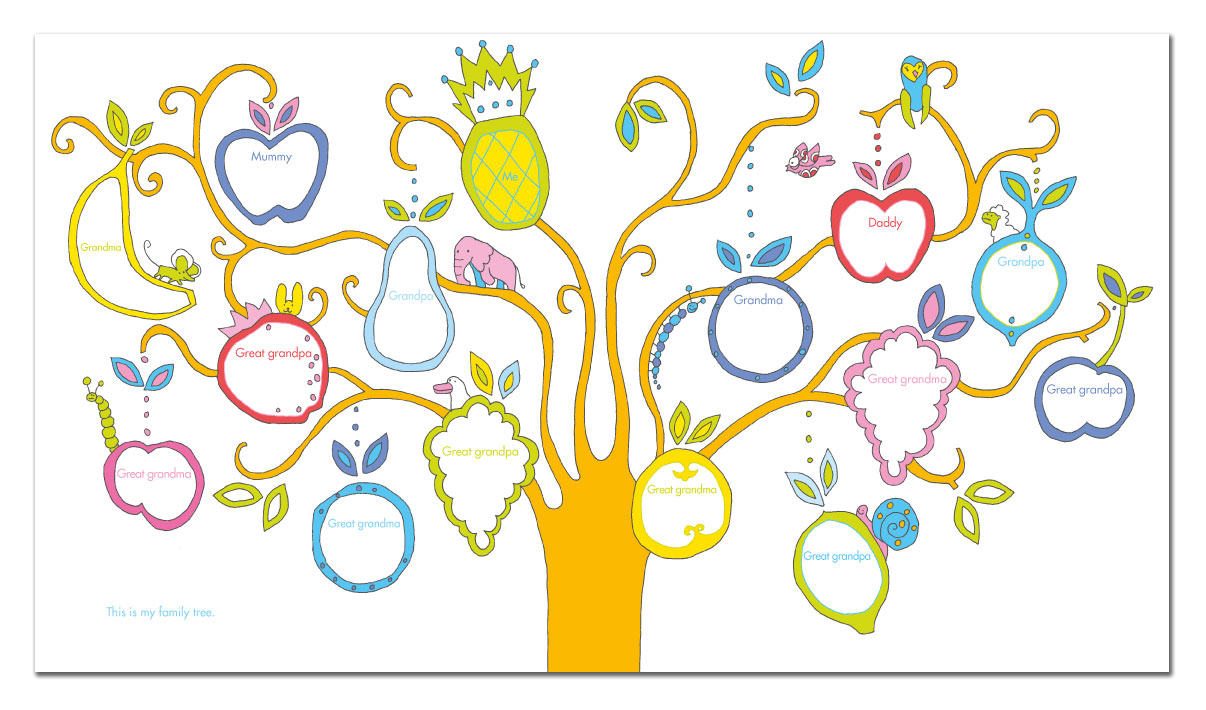 Mummy
Me
Daddy
Grandma
Grandpa
Grandpa
Grandma
Great grandpa
Great grandma
Great grandpa
Great grandma
Great grandpa
Great grandma
Great grandma
Great grandpa
This is my family tree.